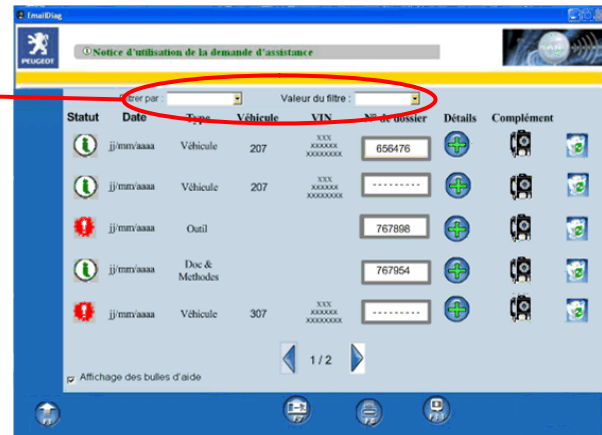 EmailDiag
PEUGEOT
Notice d'utilisation de la demande d'assistance
Filtrer par : Valeur du filtre :
Statut Date Type Véhicule VIN N° de dossier Détails Complément
jj/mm/aaaa Véhicule 207 xxx xxxxxx xxxxxxxx 656476
jj/mm/aaaa Véhicule 207 xxx xxxxxx xxxxxxxx ---------
jj/mm/aaaa Outil 767898
jj/mm/aaaa Doc & Methodes 767954
jj/mm/aaaa Véhicule 307 xxx xxxxxx xxxxxxxx ---------
1 / 2
Affichage des bulles d'aide